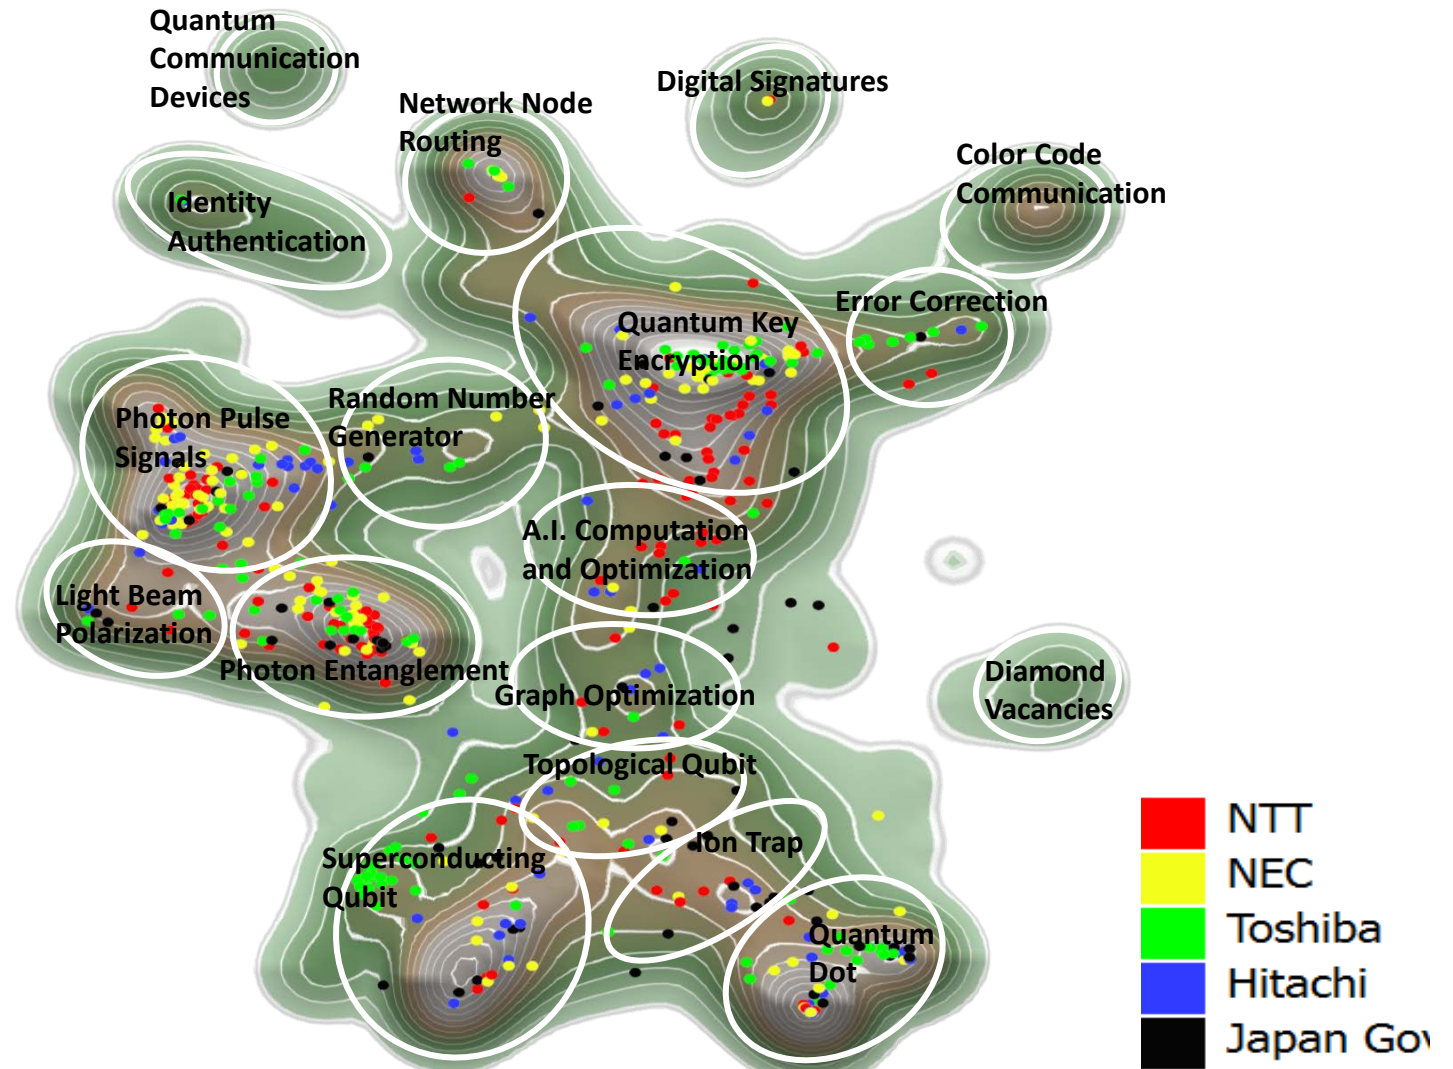 Quantum
Communication
Devices
Digital Signatures
Network Node
Routing
Color Code
Communication
Identity
Authentication
Error Correction
Quantum Key
Encryption
Random Number
Generator
Photon Pulse
Signals
A.I. Computation
and Optimization
Light Beam
Polarization
Photon Entanglement
Graph Optimization
Diamond
Vacancies
Topological Qubit
Ion Trap
Superconducting
Qubit
Quantum
Dot
NTT
NEC
Toshiba
Hitachi
Japan Gov